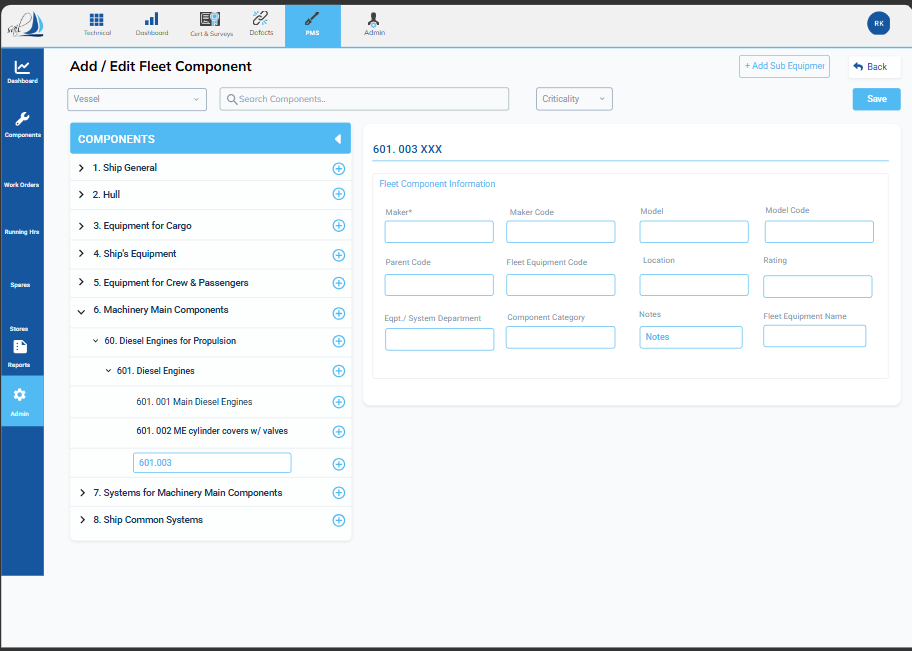 sail
Technical
Dashboard
Cert & Surveys
Defects
PMS
Admin
RK
Dashboard
Components
Work Orders
Running Hrs
Spares
Stores
Reports
Admin
Add / Edit Fleet Component
+ Add Sub Equipmer
Back
Vessel
Search Components..
Criticality
Save
COMPONENTS
1. Ship General
2. Hull
3. Equipment for Cargo
4. Ship's Equipment
5. Equipment for Crew & Passengers
6. Machinery Main Components
60. Diesel Engines for Propulsion
601. Diesel Engines
601. 001 Main Diesel Engines
601. 002 ME cylinder covers w/ valves
601.003
7. Systems for Machinery Main Components
8. Ship Common Systems
601. 003 XXX
Fleet Component Information
Maker*
Maker Code
Model
Model Code
Parent Code
Fleet Equipment Code
Location
Rating
Eqpt./ System Department
Component Category
Notes
Notes
Fleet Equipment Name